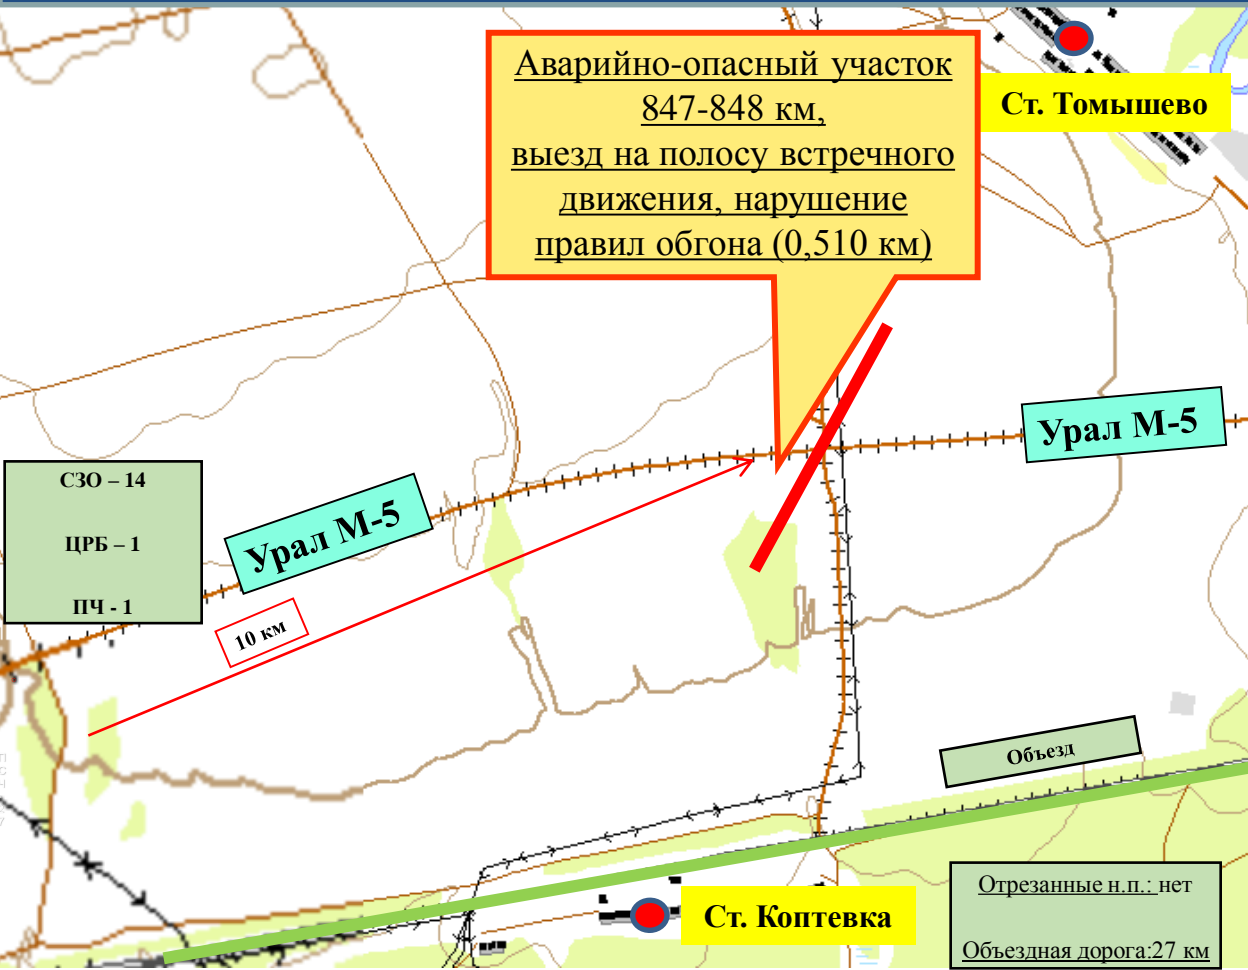 Аварийно-опасный участок
847-848 км,
выезд на полосу встречного
движения, нарушение
правил обгона (0,510 км)
Ст. Томышево
Урал М-5
СЗО – 14
ЦРБ – 1
ПЧ - 1
Урал М-5
10 км
Объезд
Ст. Коптевка
Отрезанные н.п.: нет
Объездная дорога:27 км